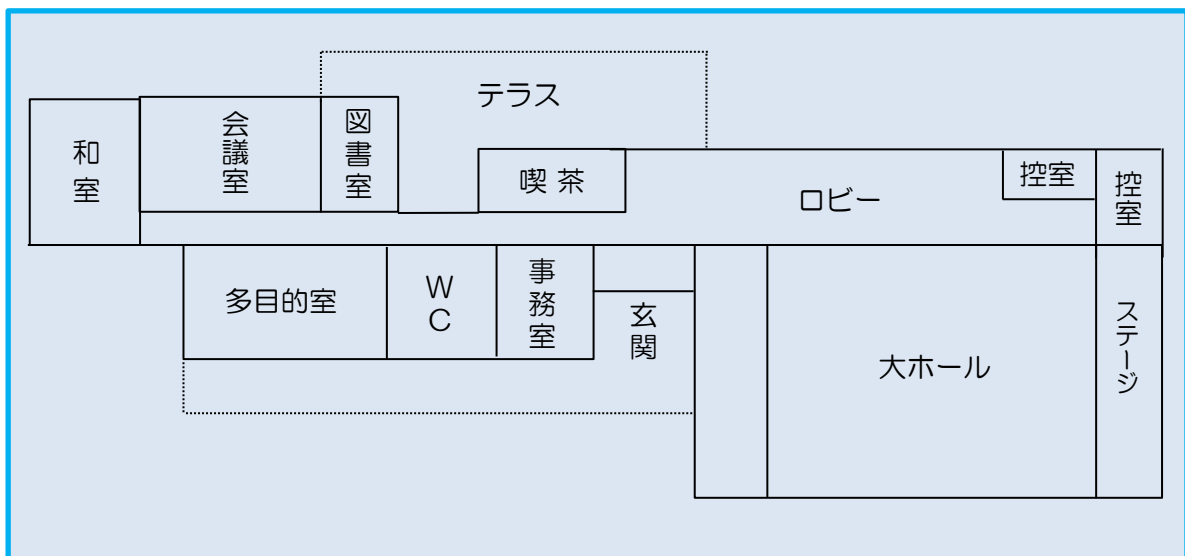 テラス
和室
会議室
図書室
喫茶
ロビー
控室
控室
多目的室
WC
事務室
玄関
大ホール
ステージ